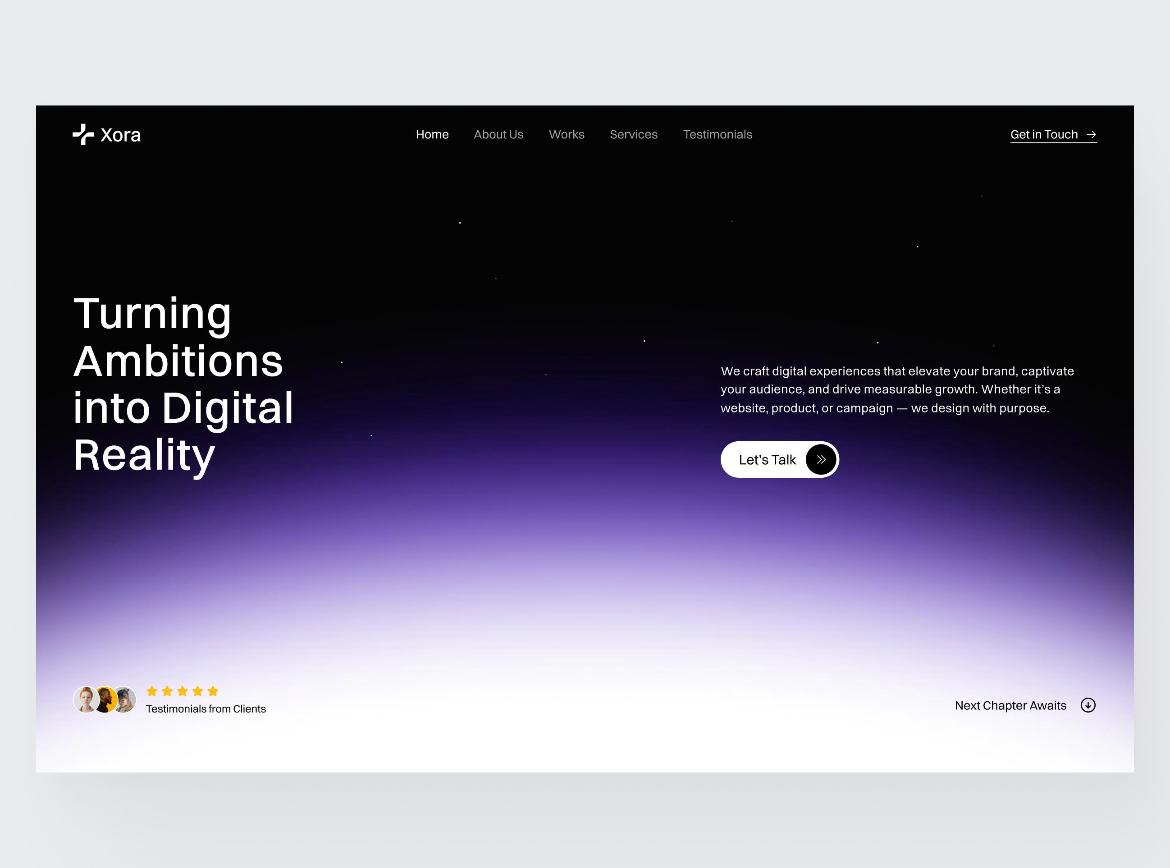 Xora
Home
About Us
Works
Services
Testimonials
Get in Touch
Turning
Ambitions
into Digital
Reality
We craft digital experiences that elevate your brand, captivate
your audience, and drive measurable growth. Whether it’s a
website, product, or campaign — we design with purpose.
Let’s Talk
Testimonials from Clients
Next Chapter Awaits